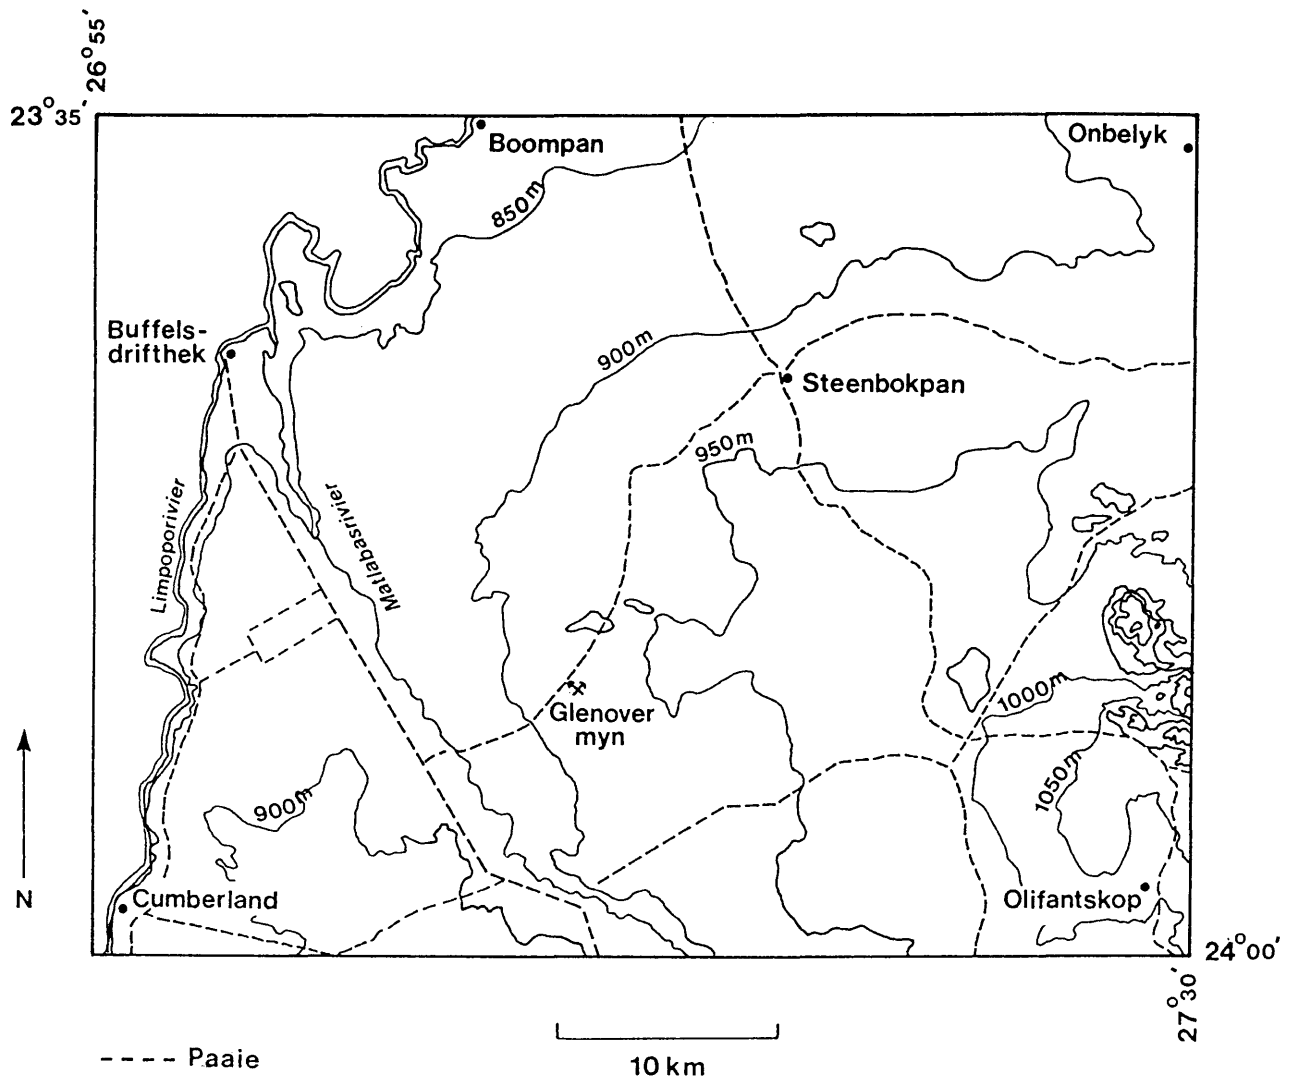 26°55'
23°35'
Boompan
Onbelyk
850m
Buffels-
drifthek
900m
Steenbokpan
950m
Limpoporivier
Matlabasrivier
1000m
Glenover
myn
1050m
900m
Cumberland
Olifantskop
N
24°00'
27°30'
Paaie
10 km